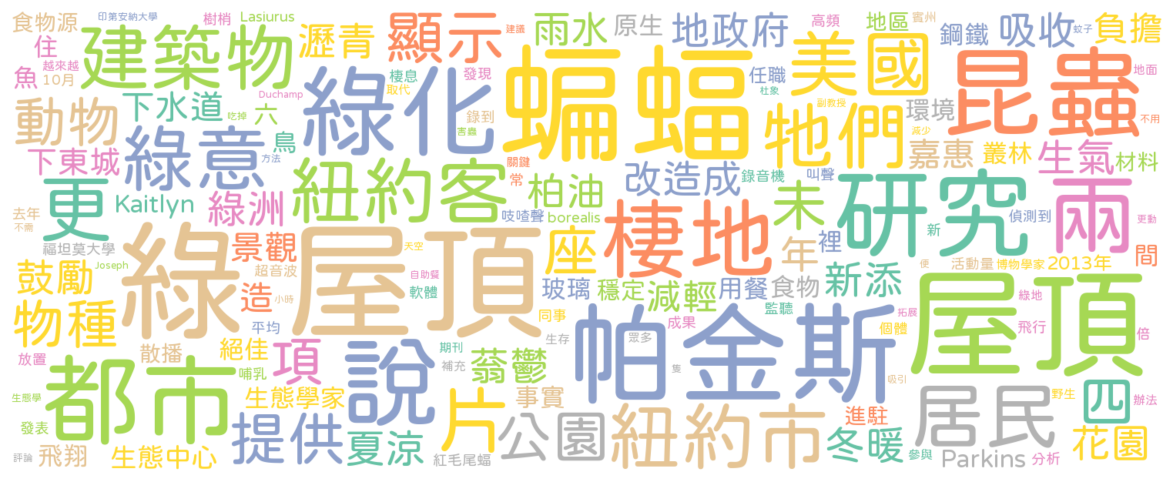 食物源 印第安納大學 樹梢 Lasiurus 顯示 雨水 原生 地政府 高頻 地區 賓州 吸收 負擔
住 越來越 建築物 瀝青 建議 美國 鋼鐵 蚊子
魚 10月 綠化 棲息 發現 蝙蝠 任職 昆蟲 地面
動物 下水道 六 Duchamp 取代 杜象 副教授 環境
綠意 吃掉 鳥 錄到 害蟲 牠們 減少 不用
下東城 方法 紐約客 關鍵 柏油 改造成 錄音機 叫聲 嘉惠 叢林 生氣 材料
更 Kaitlyn 綠洲 常 吱喳聲 borealis 棲地 未 研究 偵測到 兩
去年 不需 福坦莫大學 景觀 天空 座 年 裡 新 更動
綠 屋頂 Joseph 超音波 自助餐 活動量 博物學家 2013年 間
鼓勵 造 小時 軟體 玻璃 穩定 減輕 用餐 食物 新添 屋頂 綠地
物種 平均 同事 監聽 拓展 飛行 倍
放置 散播 絕佳 項 說 期刊 生存 帕金斯 成果 眾多 個體
都市 哺乳 補充 蓊鬱 隻 吸引
生態學 生態學家 片 事實 進駐 居民 四 野生 辦法
發表 提供 夏涼 公園 紐約市 冬暖 參與 花園
評論 飛翔 生態中心 紅毛尾蝠 Parkins 分析 便